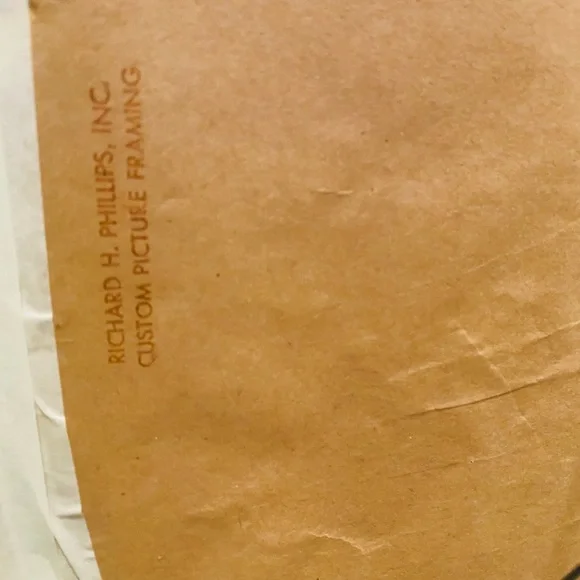 RICHARD H. PHILLIPS, INC.
CUSTOM PICTURE FRAMING